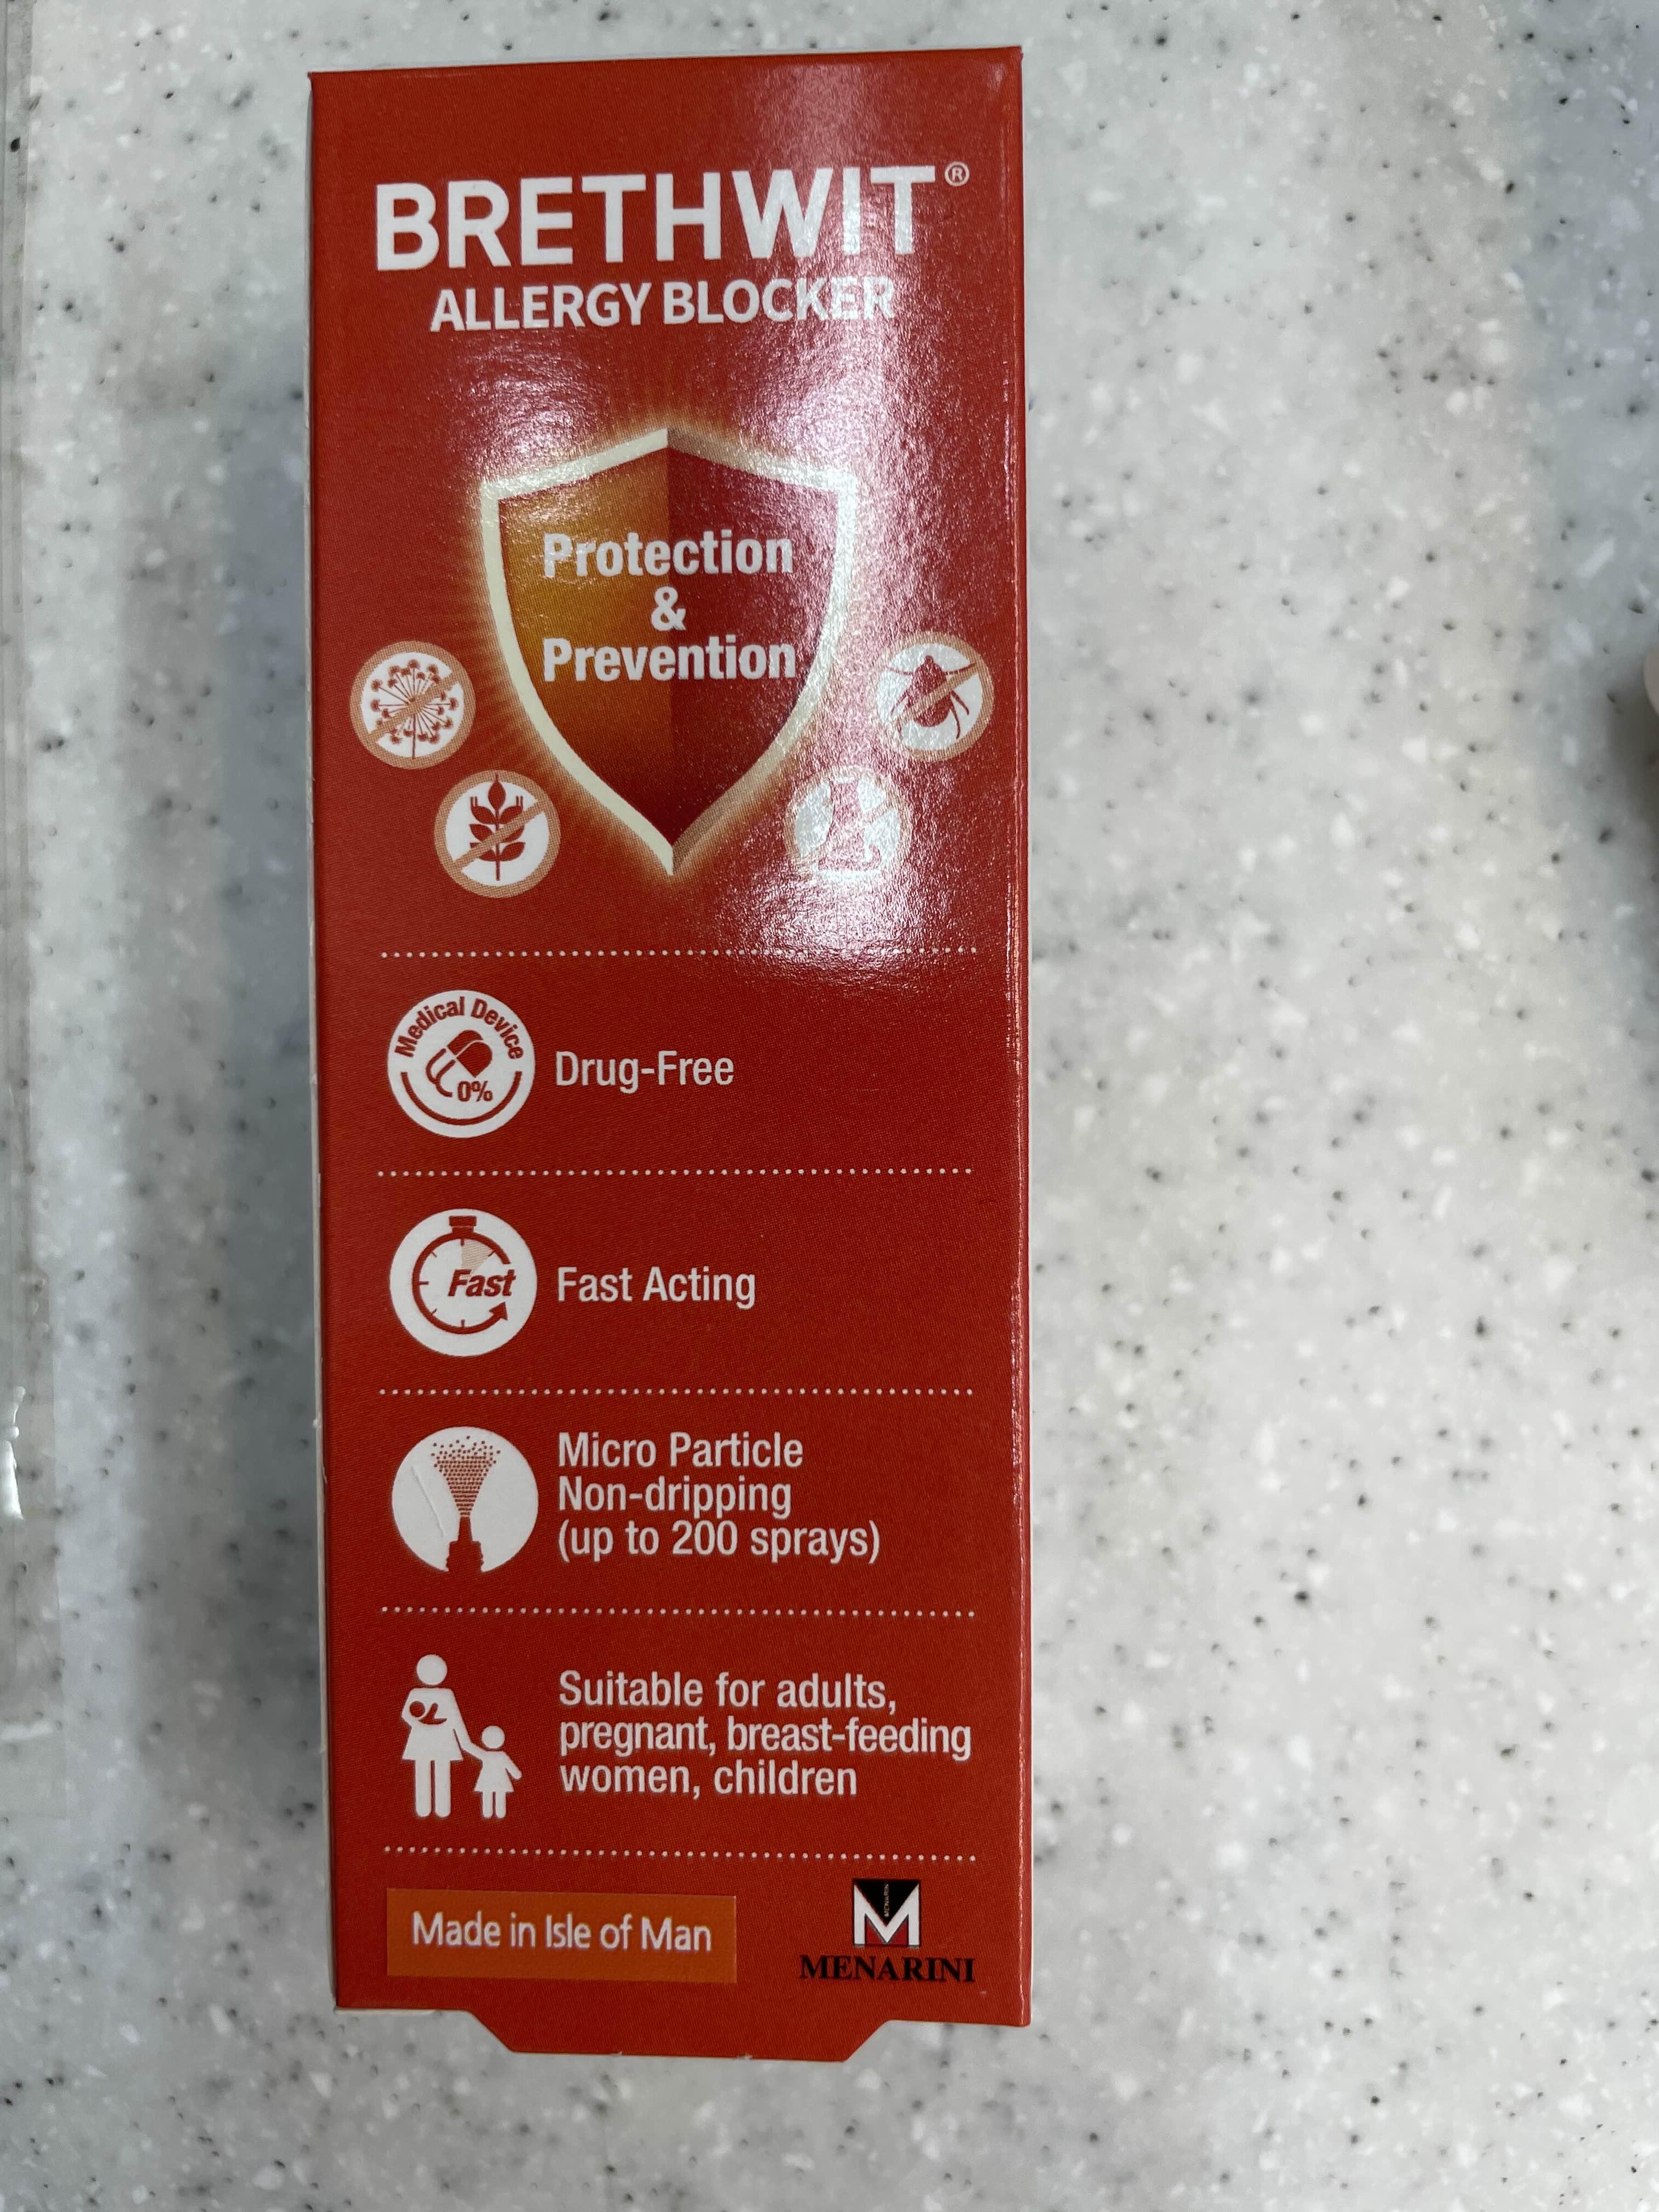 BRETHWIT®
ALLERGY BLOCKER
Protection
&
Prevention
Medical Device
0%
Drug-Free
Fast
Fast Acting
Micro Particle
Non-dripping
(up to 200 sprays)
Suitable for adults,
pregnant, breast-feeding
women, children
Made in Isle of Man
MENARINI
MENARINI